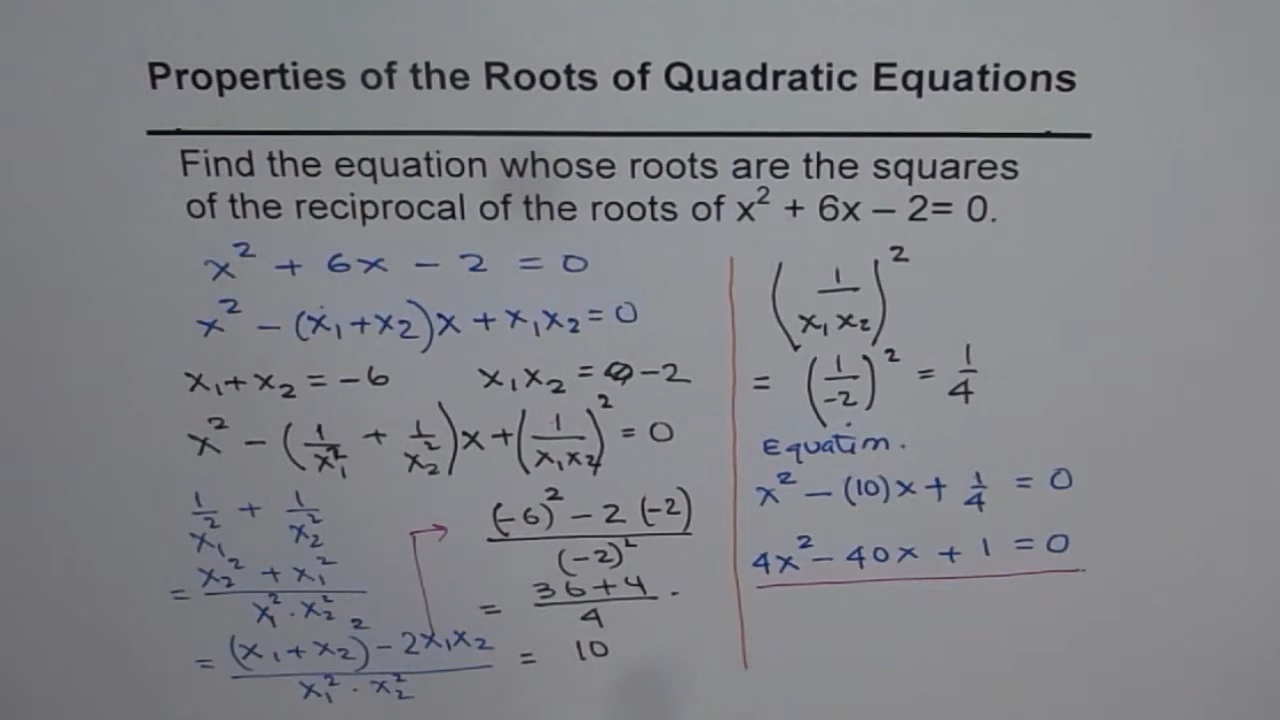 Properties of the Roots of Quadratic Equations
Find the equation whose roots are the squares
of the reciprocal of the roots of x² + 6x – 2= 0.
x² + 6x - 2 = 0
x² - (x₁+x₂)x + x₁x₂ = 0
x₁+x₂ = -6 x₁x₂ = -2
x² - (1/x₁² + 1/x₂²)x + (1/x₁x₂)² = 0
1/x₁² + 1/x₂²
= (x₂² + x₁²)/(x₁² · x₂²)
= ((x₁+x₂)² - 2x₁x₂)/(x₁² · x₂²)
((-6)² - 2(-2))/(-2)²
= (36+4)/4 .
= 10
(1/x₁x₂)²
= (1/-2)² = 1/4
Equation.
x² - (10)x + 1/4 = 0
4x² - 40x + 1 = 0